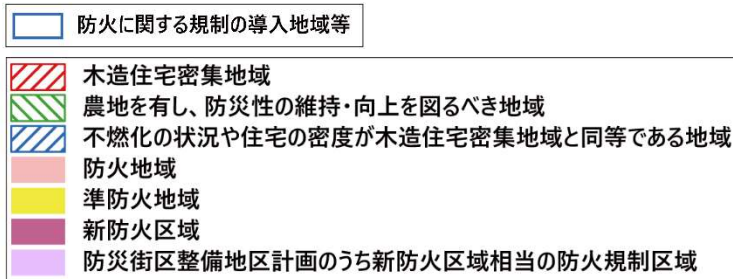 防火に関する規制の導入地域等
木造住宅密集地域
農地を有し、防災性の維持・向上を図るべき地域
不燃化の状況や住宅の密度が木造住宅密集地域と同等である地域
防火地域
準防火地域
新防火区域
防災街区整備地区計画のうち新防火区域相当の防火規制区域